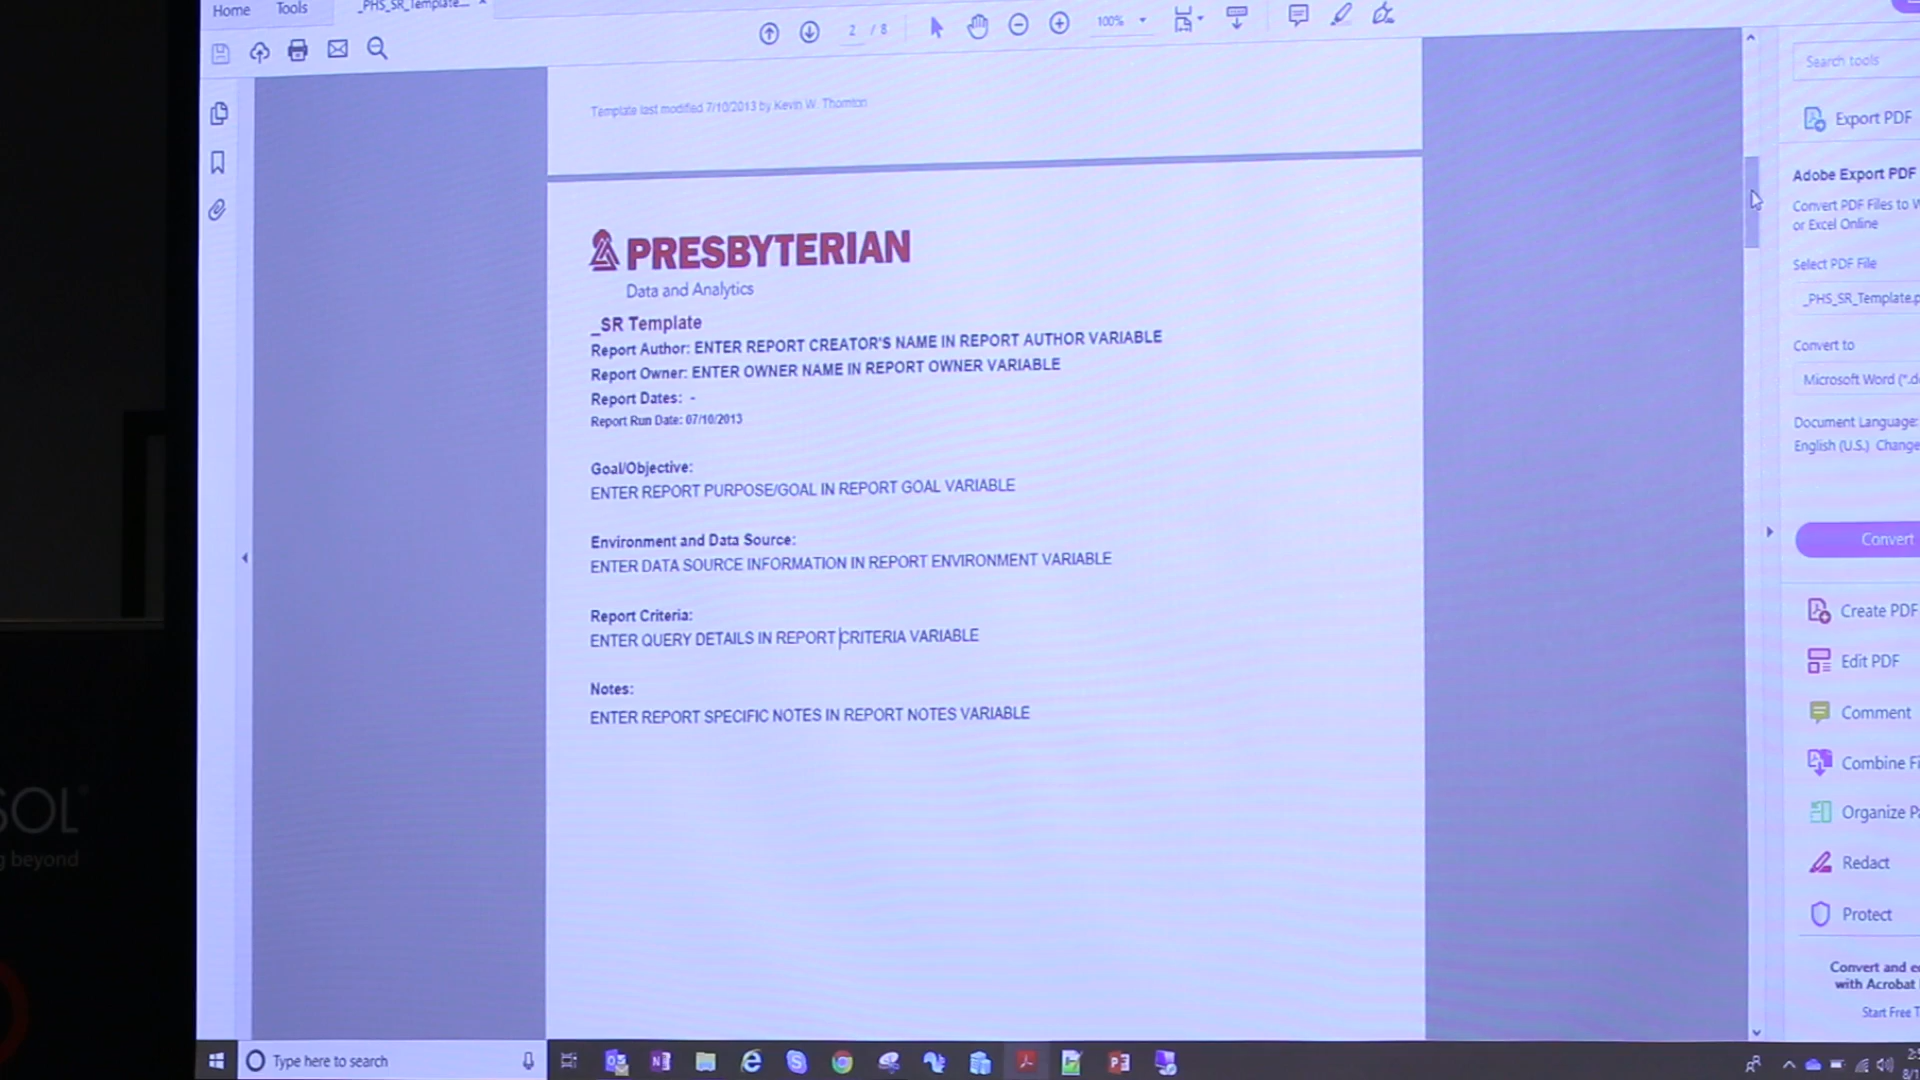 Home Tools _PHS_SR_Template...
2 / 8 100%
Search tools
Template last modified 7/10/2013 by Kevin W. Thornton
Export PDF
Adobe Export PDF
Convert PDF Files to W
or Excel Online
Select PDF File
_PHS_SR_Template.p
Convert to
Microsoft Word (*.d
Document Language:
English (U.S.) Change
Convert
Create PDF
Edit PDF
Comment
Combine Fi
Organize Pa
Redact
Protect
Convert and e
with Acrobat
Start Free T
PRESBYTERIAN
Data and Analytics
_SR Template
Report Author: ENTER REPORT CREATOR'S NAME IN REPORT AUTHOR VARIABLE
Report Owner: ENTER OWNER NAME IN REPORT OWNER VARIABLE
Report Dates: -
Report Run Date: 07/10/2013
Goal/Objective:
ENTER REPORT PURPOSE/GOAL IN REPORT GOAL VARIABLE
Environment and Data Source:
ENTER DATA SOURCE INFORMATION IN REPORT ENVIRONMENT VARIABLE
Report Criteria:
ENTER QUERY DETAILS IN REPORT CRITERIA VARIABLE
Notes:
ENTER REPORT SPECIFIC NOTES IN REPORT NOTES VARIABLE
SOL
g beyond
Type here to search